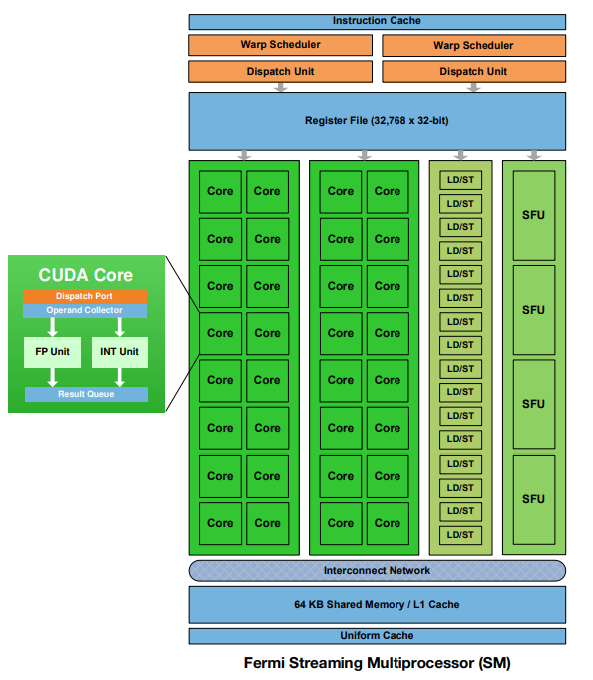 Instruction Cache
Warp Scheduler Warp Scheduler
Dispatch Unit Dispatch Unit
Register File (32,768 x 32-bit)
Core Core Core Core LD/ST SFU
LD/ST
Core Core Core Core LD/ST
LD/ST
Core Core Core Core LD/ST SFU
LD/ST
Core Core Core Core LD/ST
LD/ST
Core Core Core Core LD/ST SFU
LD/ST
Core Core Core Core LD/ST
LD/ST
Core Core Core Core LD/ST SFU
LD/ST
Core Core Core Core LD/ST
LD/ST
CUDA Core
Dispatch Port
Operand Collector
FP Unit INT Unit
Result Queue
Interconnect Network
64 KB Shared Memory / L1 Cache
Uniform Cache
Fermi Streaming Multiprocessor (SM)